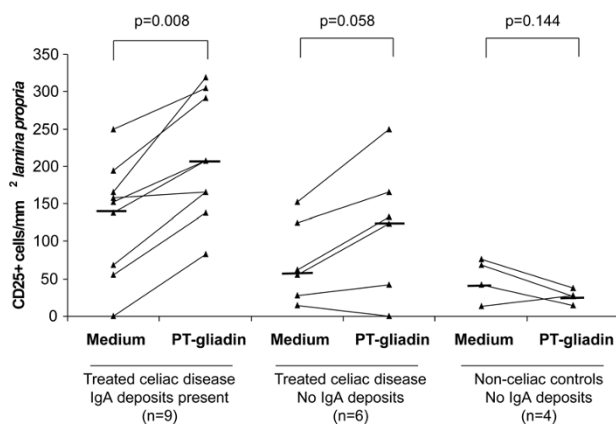 p=0.008 p=0.058 p=0.144
CD25+ cells/mm ² lamina propria
350
300
250
200
150
100
50
0
Medium PT-gliadin Medium PT-gliadin Medium PT-gliadin
Treated celiac disease Treated celiac disease Non-celiac controls
IgA deposits present No IgA deposits No IgA deposits
(n=9) (n=6) (n=4)